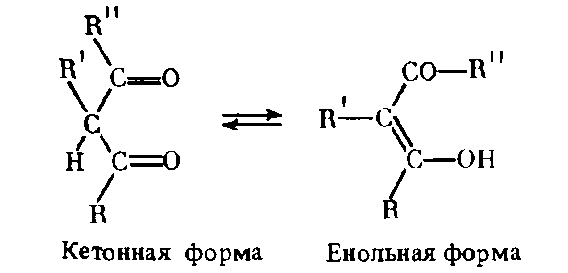 R'' R' C=O C H C=O R
CO—R'' R'—C C—OH R
Кетонная форма Енольная форма